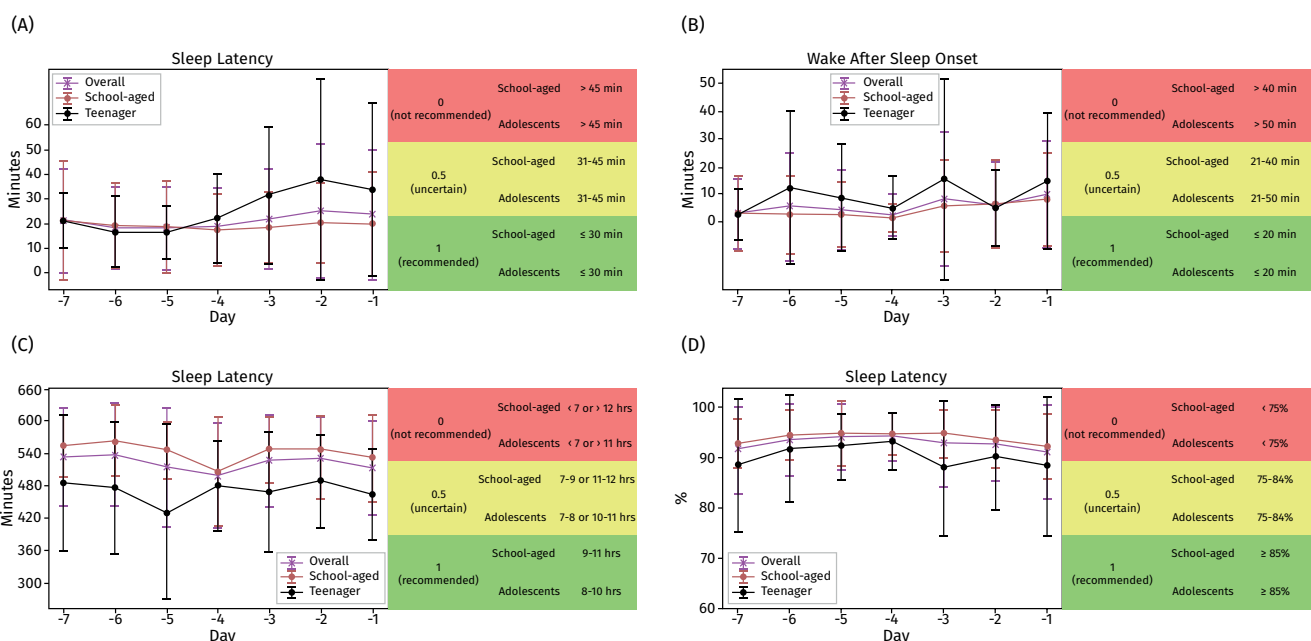 (A)
Sleep Latency
Overall
School-aged
Teenager
Minutes
60
50
40
30
20
10
0
-7 -6 -5 -4 -3 -2 -1
Day
0
(not recommended)
School-aged > 45 min
Adolescents > 45 min
0.5
(uncertain)
School-aged 31-45 min
Adolescents 31-45 min
1
(recommended)
School-aged ≤ 30 min
Adolescents ≤ 30 min
(B)
Wake After Sleep Onset
Overall
School-aged
Teenager
Minutes
50
40
30
20
10
0
-7 -6 -5 -4 -3 -2 -1
Day
0
(not recommended)
School-aged > 40 min
Adolescents > 50 min
0.5
(uncertain)
School-aged 21-40 min
Adolescents 21-50 min
1
(recommended)
School-aged ≤ 20 min
Adolescents ≤ 20 min
(C)
Sleep Latency
Minutes
660
600
540
480
420
360
300
Overall
School-aged
Teenager
-7 -6 -5 -4 -3 -2 -1
Day
0
(not recommended)
School-aged < 7 or > 12 hrs
Adolescents < 7 or > 11 hrs
0.5
(uncertain)
School-aged 7-9 or 11-12 hrs
Adolescents 7-8 or 10-11 hrs
1
(recommended)
School-aged 9-11 hrs
Adolescents 8-10 hrs
(D)
Sleep Latency
%
100
90
80
70
60
Overall
School-aged
Teenager
-7 -6 -5 -4 -3 -2 -1
Day
0
(not recommended)
School-aged < 75%
Adolescents < 75%
0.5
(uncertain)
School-aged 75-84%
Adolescents 75-84%
1
(recommended)
School-aged ≥ 85%
Adolescents ≥ 85%